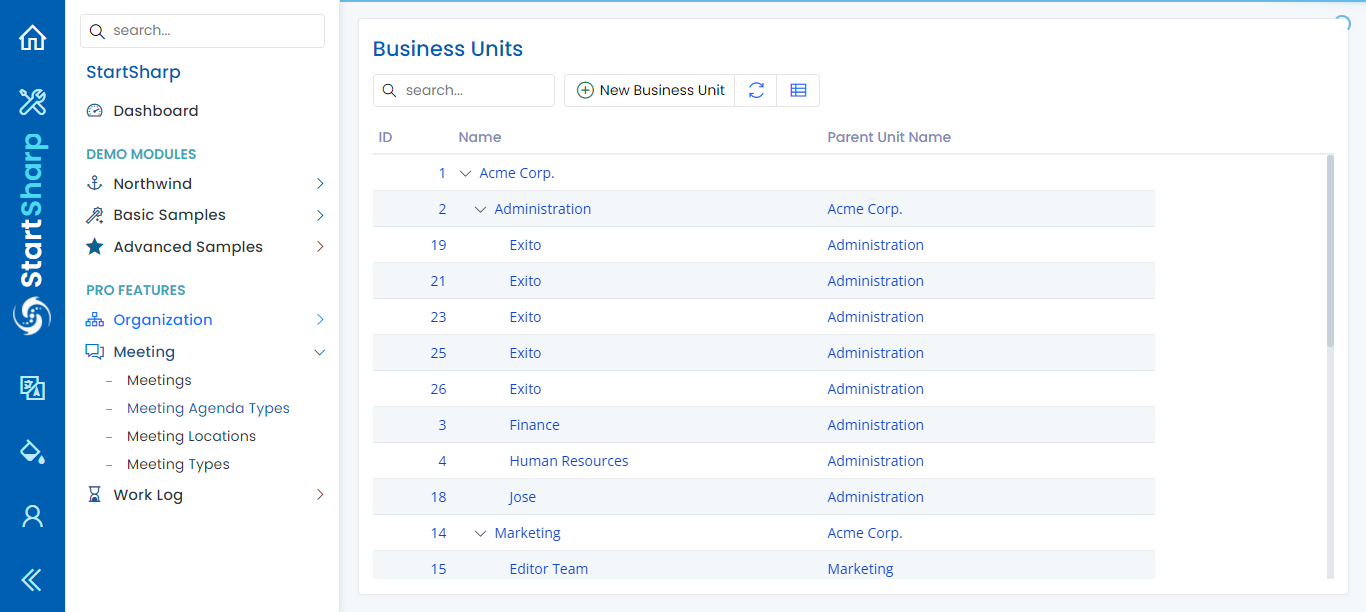 StartSharp
search...
StartSharp
Dashboard
DEMO MODULES
Northwind
Basic Samples
Advanced Samples
PRO FEATURES
Organization
Meeting
Meetings
Meeting Agenda Types
Meeting Locations
Meeting Types
Work Log
Business Units
search...
New Business Unit
ID Name Parent Unit Name
1 Acme Corp.
2 Administration Acme Corp.
19 Exito Administration
21 Exito Administration
23 Exito Administration
25 Exito Administration
26 Exito Administration
3 Finance Administration
4 Human Resources Administration
18 Jose Administration
14 Marketing Acme Corp.
15 Editor Team Marketing